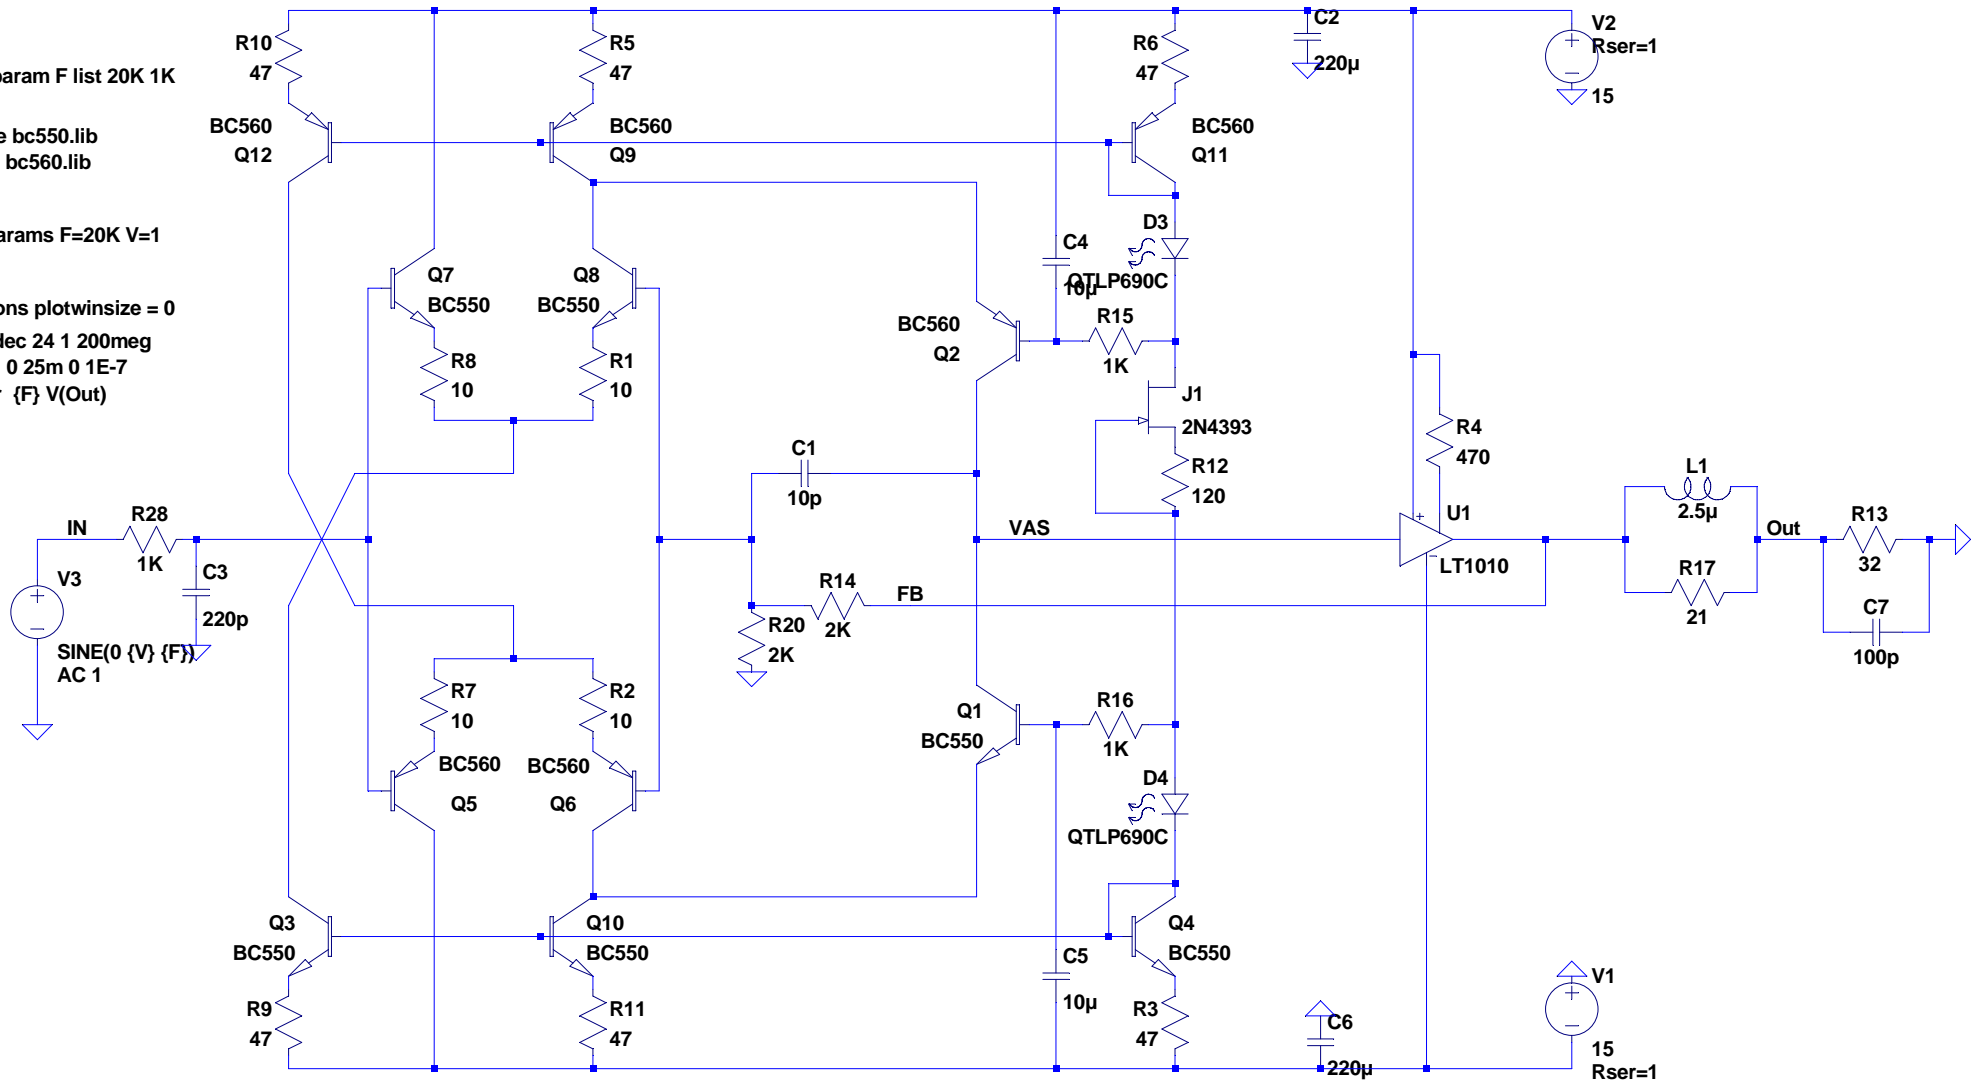 param F list 20K 1K
e bc550.lib
bc560.lib
arams F=20K V=1
ons plotwinsize = 0
dec 24 1 200meg
0 25m 0 1E-7
{F} V(Out)
R10
47
BC560
Q12
R5
47
BC560
Q9
R6
47
BC560
Q11
C2
220µ
V2
Rser=1
15
Q7
BC550
R8
10
Q8
BC550
R1
10
BC560
Q2
C4
10µ
D3
QTLP690C
R15
1K
J1
2N4393
R12
120
C1
10p
IN
R28
1K
V3
SINE(0 {V} {F})
AC 1
C3
220p
R14
2K
FB
R20
2K
VAS
R4
470
U1
LT1010
L1
2.5µ
R17
21
Out
R13
32
C7
100p
R7
10
BC560
Q5
R2
10
BC560
Q6
Q1
BC550
R16
1K
D4
QTLP690C
Q3
BC550
R9
47
Q10
BC550
R11
47
C5
10µ
Q4
BC550
R3
47
C6
220µ
V1
15
Rser=1